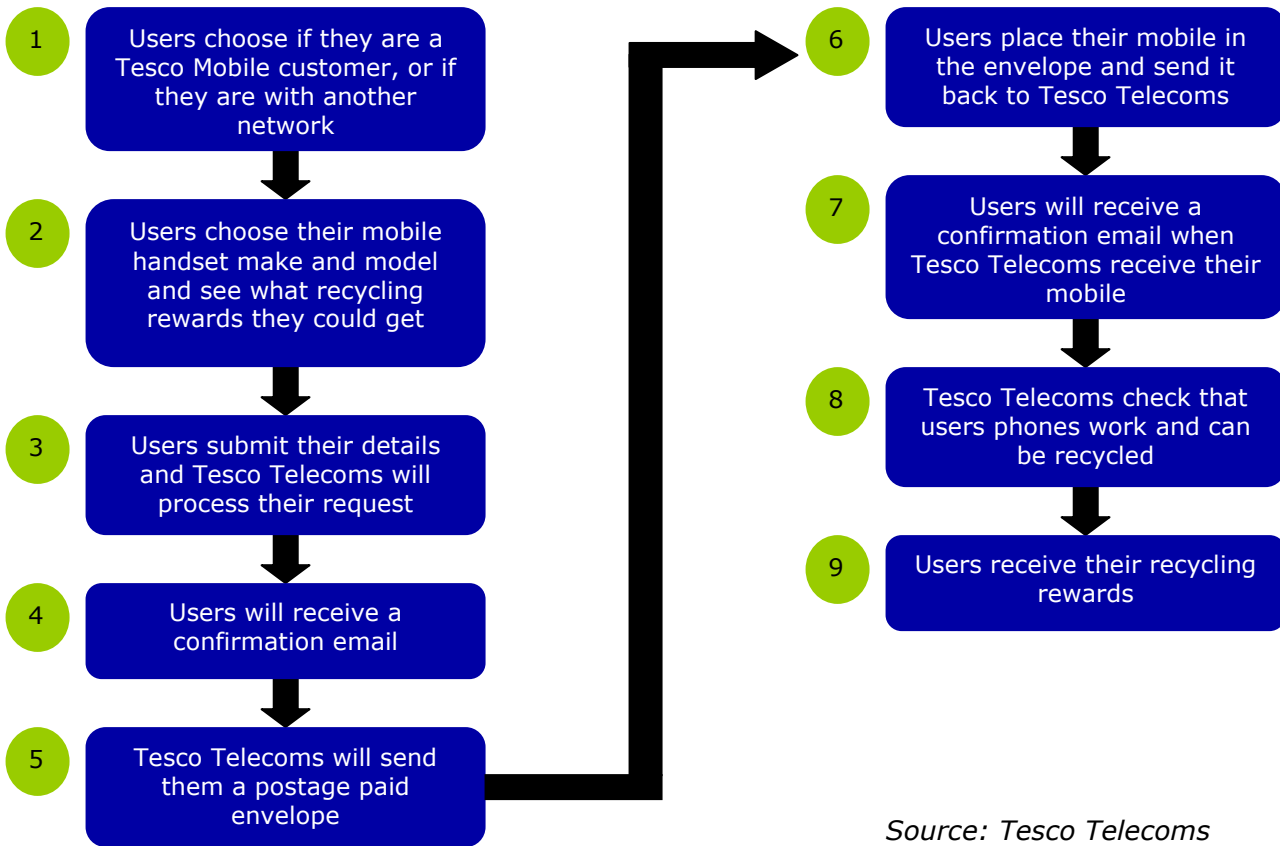 1
Users choose if they are a
Tesco Mobile customer, or if
they are with another
network
2
Users choose their mobile
handset make and model
and see what recycling
rewards they could get
3
Users submit their details
and Tesco Telecoms will
process their request
4
Users will receive a
confirmation email
5
Tesco Telecoms will send
them a postage paid
envelope
6
Users place their mobile in
the envelope and send it
back to Tesco Telecoms
7
Users will receive a
confirmation email when
Tesco Telecoms receive their
mobile
8
Tesco Telecoms check that
users phones work and can
be recycled
9
Users receive their recycling
rewards
Source: Tesco Telecoms